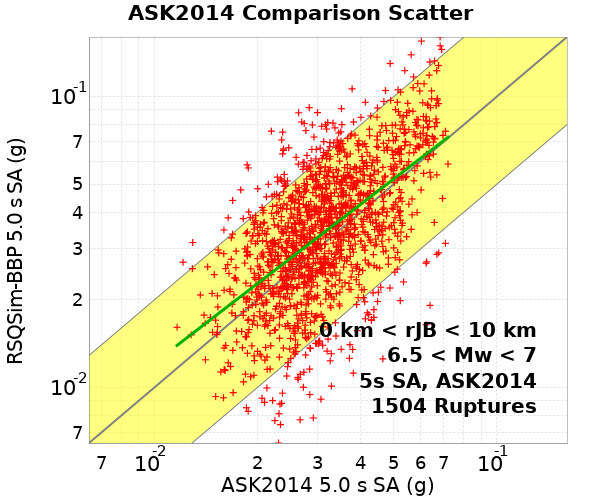 ASK2014 Comparison Scatter
RSQSim-BBP 5.0 s SA (g)
10-1
7
5
4
3
2
10-2
7
0 km < rJB < 10 km
6.5 < Mw < 7
5s SA, ASK2014
1504 Ruptures
7 10-2 2 3 4 5 6 7 10-1
ASK2014 5.0 s SA (g)